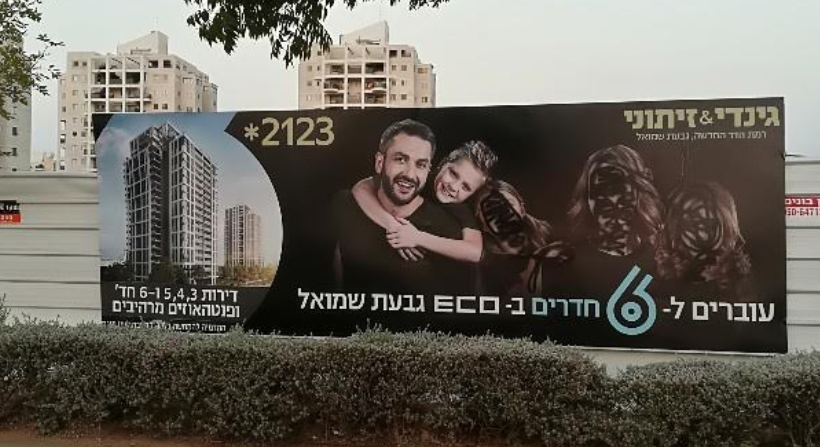 גינדי&זיתוני
רמת הדר החדשה, גבעת שמואל
*2123
עוברים ל-6 חדרים ב-ECO גבעת שמואל
דירות 5,4,3 ו-6 חד'
ופנטהאוזים מרהיבים